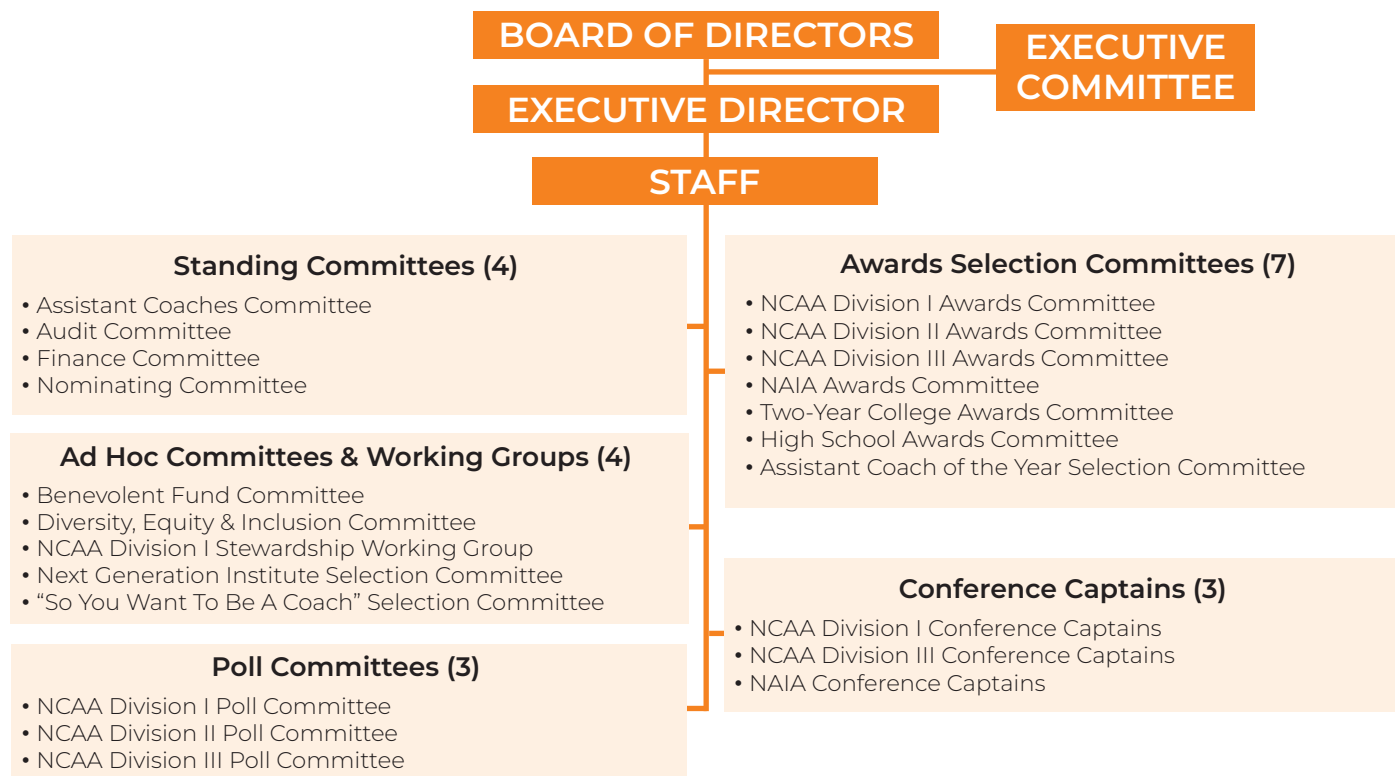 BOARD OF DIRECTORS
EXECUTIVE
COMMITTEE
EXECUTIVE DIRECTOR
STAFF
Standing Committees (4)
• Assistant Coaches Committee
• Audit Committee
• Finance Committee
• Nominating Committee
Ad Hoc Committees & Working Groups (4)
• Benevolent Fund Committee
• Diversity, Equity & Inclusion Committee
• NCAA Division I Stewardship Working Group
• Next Generation Institute Selection Committee
• “So You Want To Be A Coach” Selection Committee
Poll Committees (3)
• NCAA Division I Poll Committee
• NCAA Division II Poll Committee
• NCAA Division III Poll Committee
Awards Selection Committees (7)
• NCAA Division I Awards Committee
• NCAA Division II Awards Committee
• NCAA Division III Awards Committee
• NAIA Awards Committee
• Two-Year College Awards Committee
• High School Awards Committee
• Assistant Coach of the Year Selection Committee
Conference Captains (3)
• NCAA Division I Conference Captains
• NCAA Division III Conference Captains
• NAIA Conference Captains